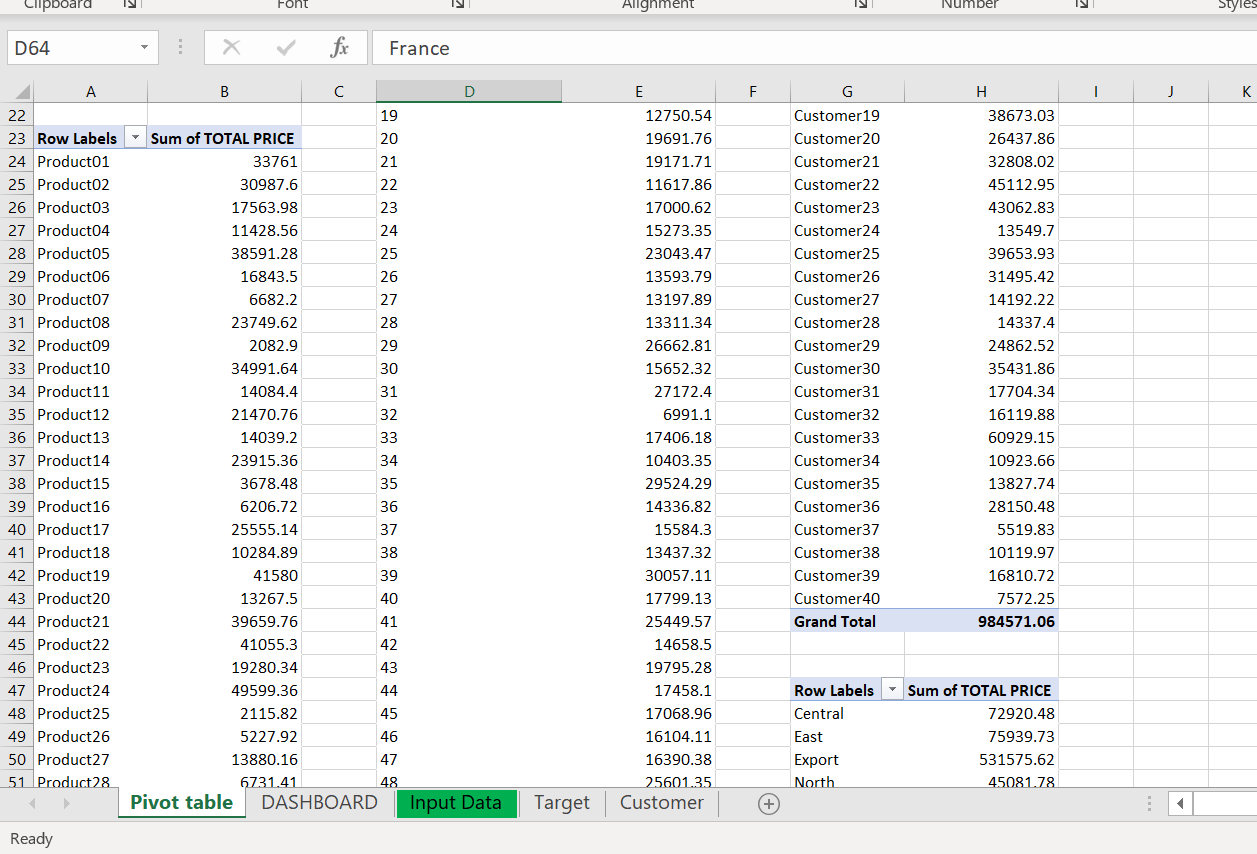 Clipboard Font Alignment Number Styles
D64 fx France
A B C D E F G H I J K
22 19 12750.54 Customer19 38673.03
23 Row Labels Sum of TOTAL PRICE 20 19691.76 Customer20 26437.86
24 Product01 33761 21 19171.71 Customer21 32808.02
25 Product02 30987.6 22 11617.86 Customer22 45112.95
26 Product03 17563.98 23 17000.62 Customer23 43062.83
27 Product04 11428.56 24 15273.35 Customer24 13549.7
28 Product05 38591.28 25 23043.47 Customer25 39653.93
29 Product06 16843.5 26 13593.79 Customer26 31495.42
30 Product07 6682.2 27 13197.89 Customer27 14192.22
31 Product08 23749.62 28 13311.34 Customer28 14337.4
32 Product09 2082.9 29 26662.81 Customer29 24862.52
33 Product10 34991.64 30 15652.32 Customer30 35431.86
34 Product11 14084.4 31 27172.4 Customer31 17704.34
35 Product12 21470.76 32 6991.1 Customer32 16119.88
36 Product13 14039.2 33 17406.18 Customer33 60929.15
37 Product14 23915.36 34 10403.35 Customer34 10923.66
38 Product15 3678.48 35 29524.29 Customer35 13827.74
39 Product16 6206.72 36 14336.82 Customer36 28150.48
40 Product17 25555.14 37 15584.3 Customer37 5519.83
41 Product18 10284.89 38 13437.32 Customer38 10119.97
42 Product19 41580 39 30057.11 Customer39 16810.72
43 Product20 13267.5 40 17799.13 Customer40 7572.25
44 Product21 39659.76 41 25449.57 Grand Total 984571.06
45 Product22 41055.3 42 14658.5
46 Product23 19280.34 43 19795.28
47 Product24 49599.36 44 17458.1 Row Labels Sum of TOTAL PRICE
48 Product25 2115.82 45 17068.96 Central 72920.48
49 Product26 5227.92 46 16104.11 East 75939.73
50 Product27 13880.16 47 16390.38 Export 531575.62
51 Product28 6731.41 48 25601.35 North 45081.78
Pivot table DASHBOARD Input Data Target Customer
Ready